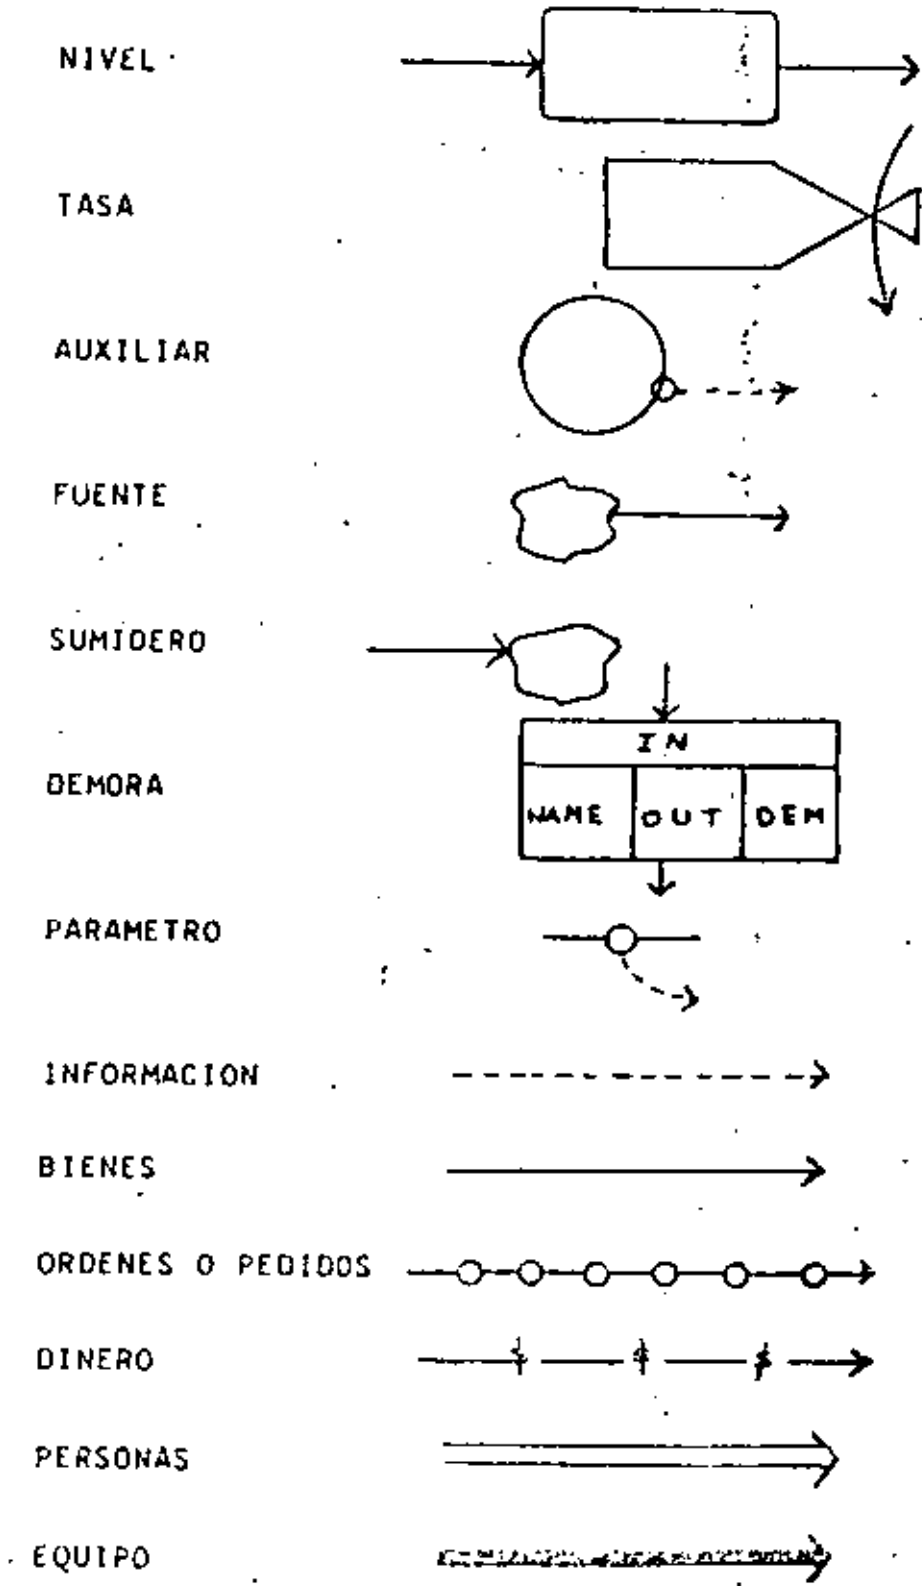 NIVEL
TASA
AUXILIAR
FUENTE
SUMIDERO
DEMORA
IN
NAME OUT DEM
PARAMETRO
INFORMACION
BIENES
ORDENES O PEDIDOS
DINERO
$ $ $
PERSONAS
EQUIPO